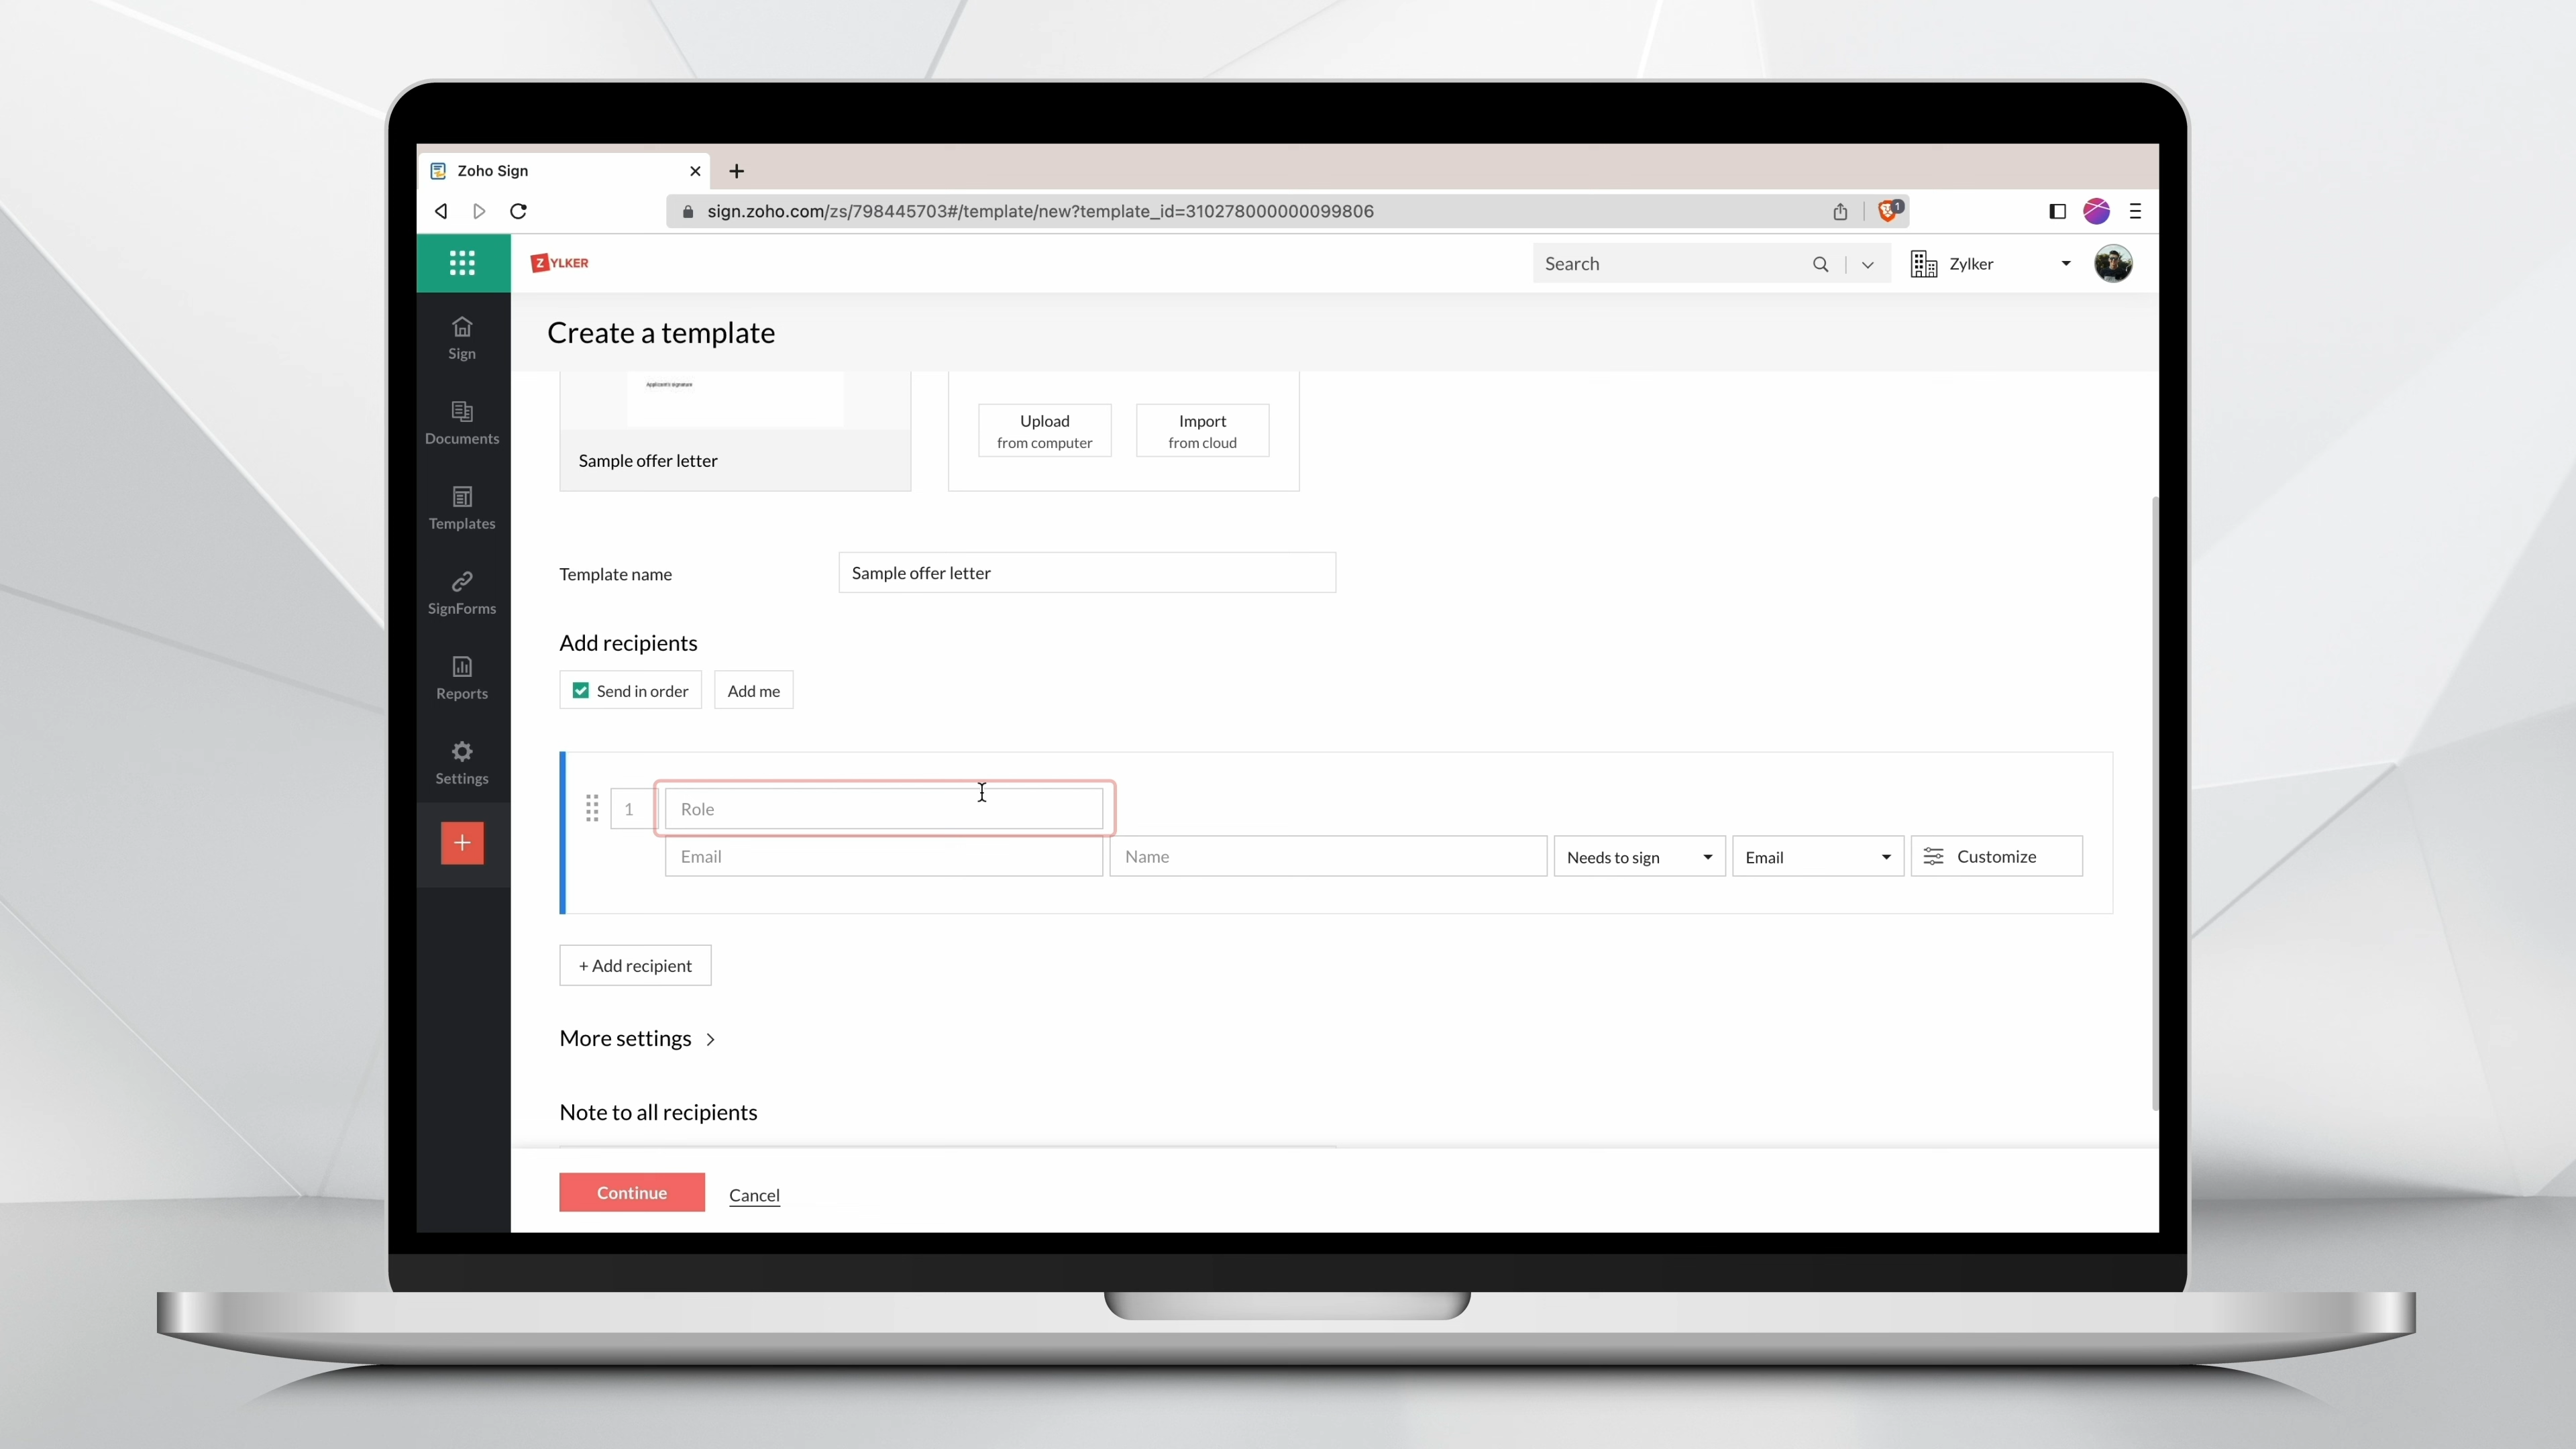 Zoho Sign
sign.zoho.com/zs/798445703#/template/new?template_id=310278000000099806
1
ZYLKER
Search
Zylker
Sign
Documents
Templates
SignForms
Reports
Settings
+
Create a template
Applicant's signature
Sample offer letter
Upload
from computer
Import
from cloud
Template name
Sample offer letter
Add recipients
Send in order
Add me
1
Role
Email
Name
Needs to sign
Email
Customize
+ Add recipient
More settings >
Note to all recipients
Continue
Cancel